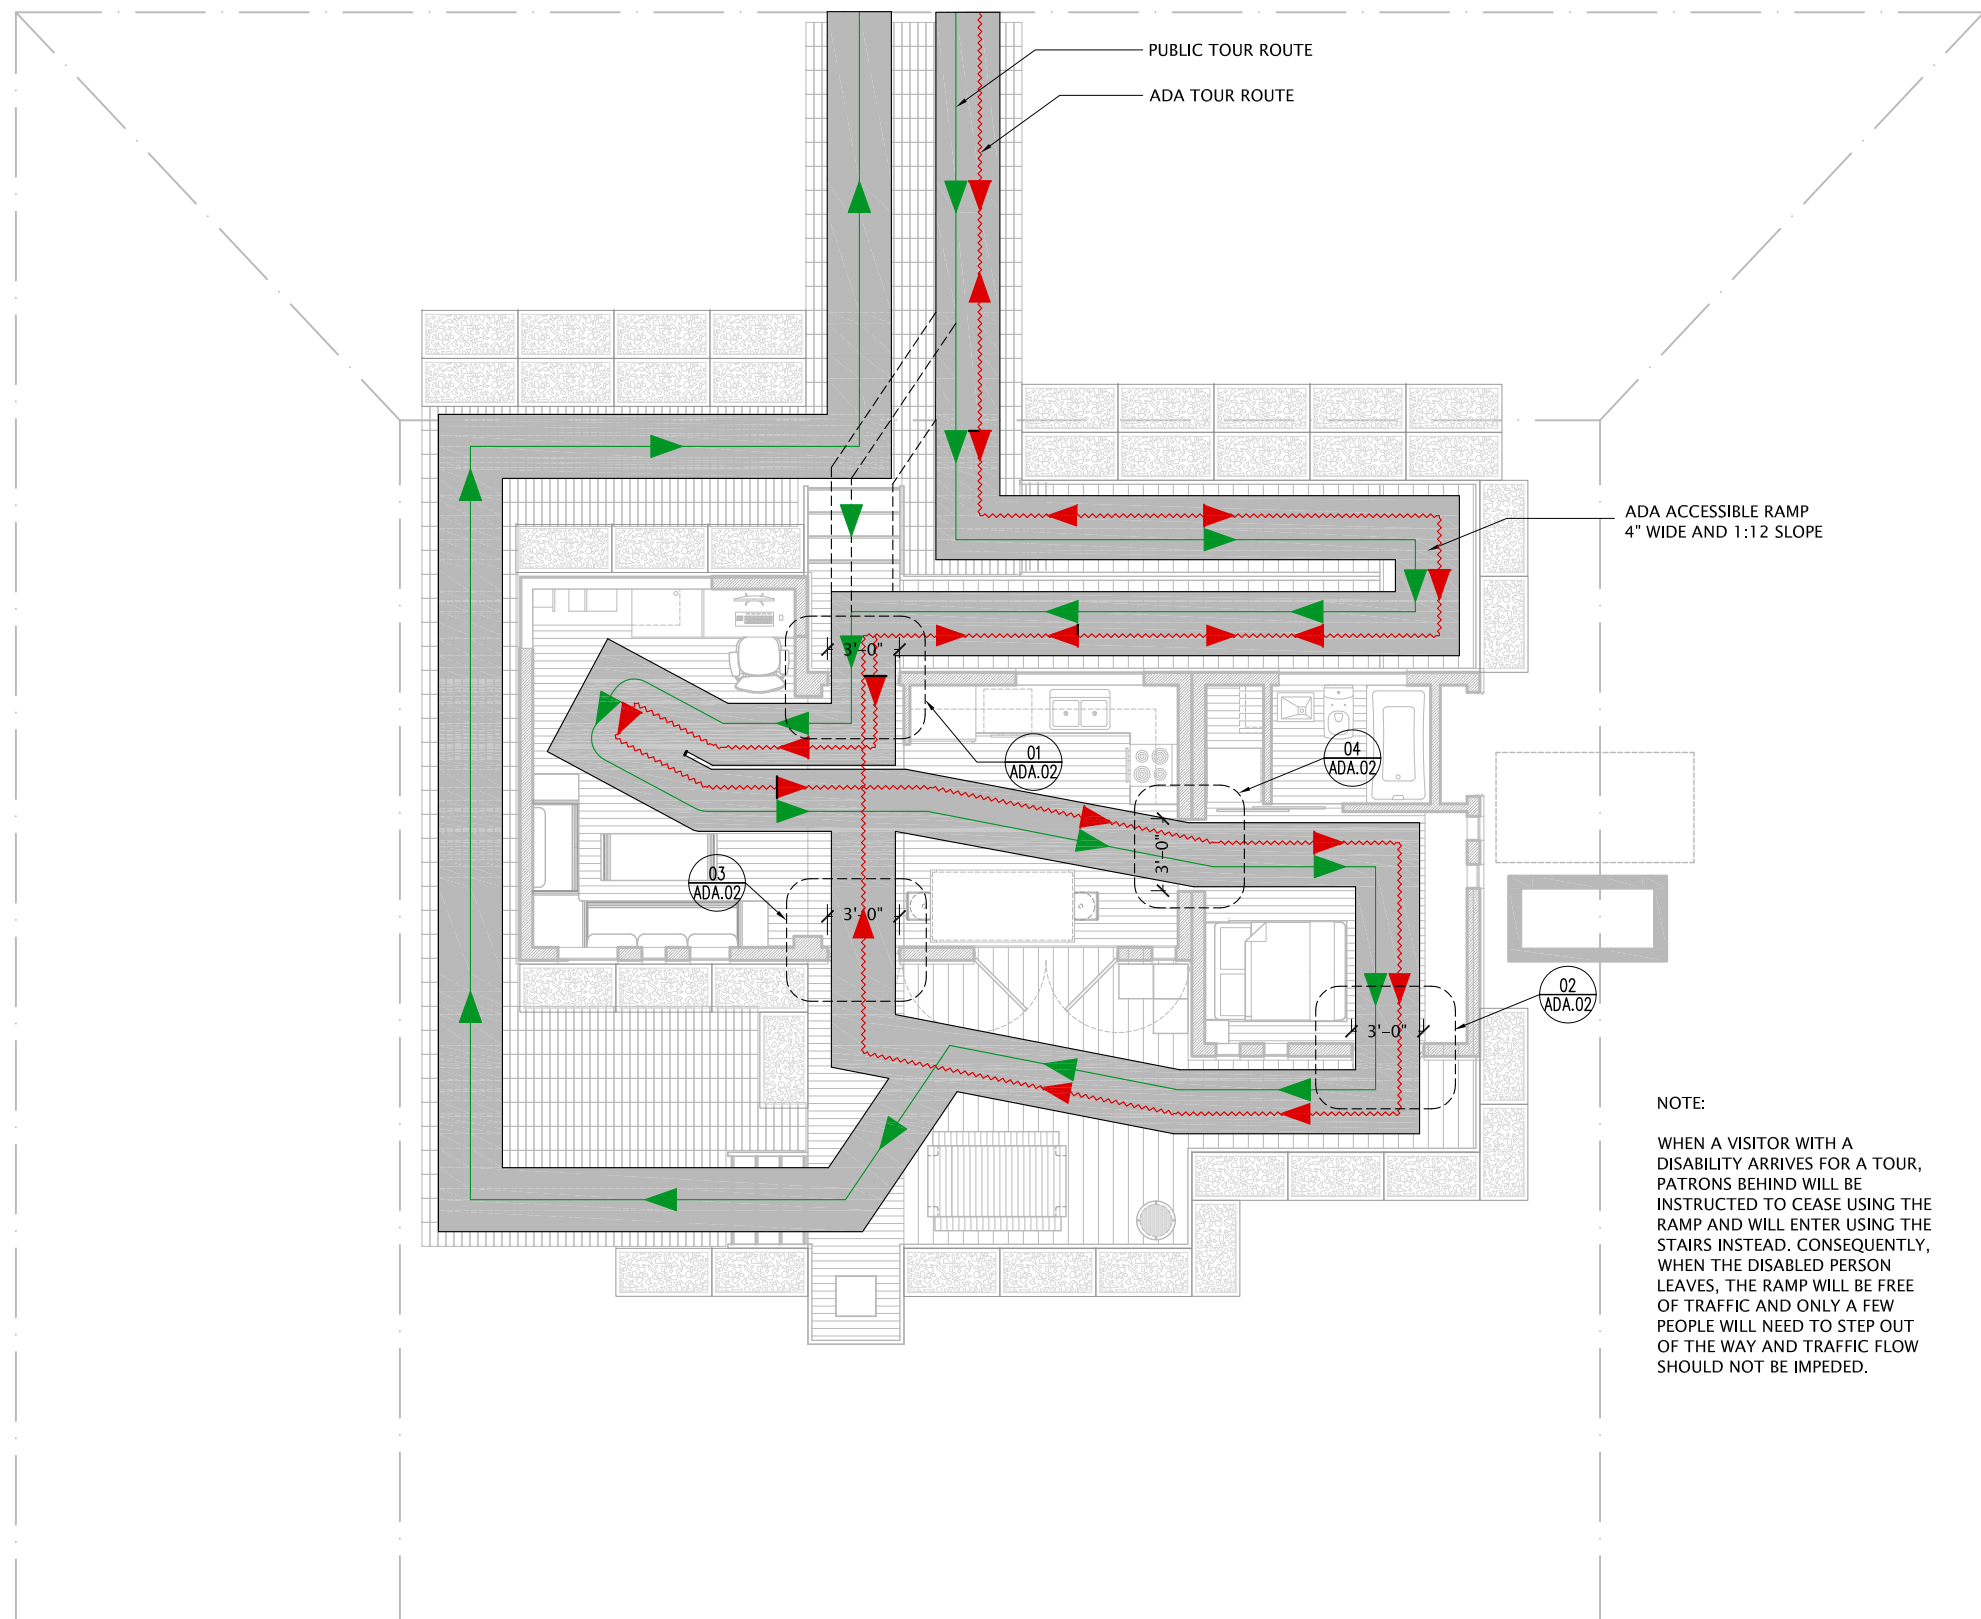 PUBLIC TOUR ROUTE
ADA TOUR ROUTE
ADA ACCESSIBLE RAMP
4" WIDE AND 1:12 SLOPE
3'-0"
01
ADA.02
04
ADA.02
3'-0"
03
ADA.02
3'-0"
02
ADA.02
3'-0"
NOTE:
WHEN A VISITOR WITH A
DISABILITY ARRIVES FOR A TOUR,
PATRONS BEHIND WILL BE
INSTRUCTED TO CEASE USING THE
RAMP AND WILL ENTER USING THE
STAIRS INSTEAD. CONSEQUENTLY,
WHEN THE DISABLED PERSON
LEAVES, THE RAMP WILL BE FREE
OF TRAFFIC AND ONLY A FEW
PEOPLE WILL NEED TO STEP OUT
OF THE WAY AND TRAFFIC FLOW
SHOULD NOT BE IMPEDED.